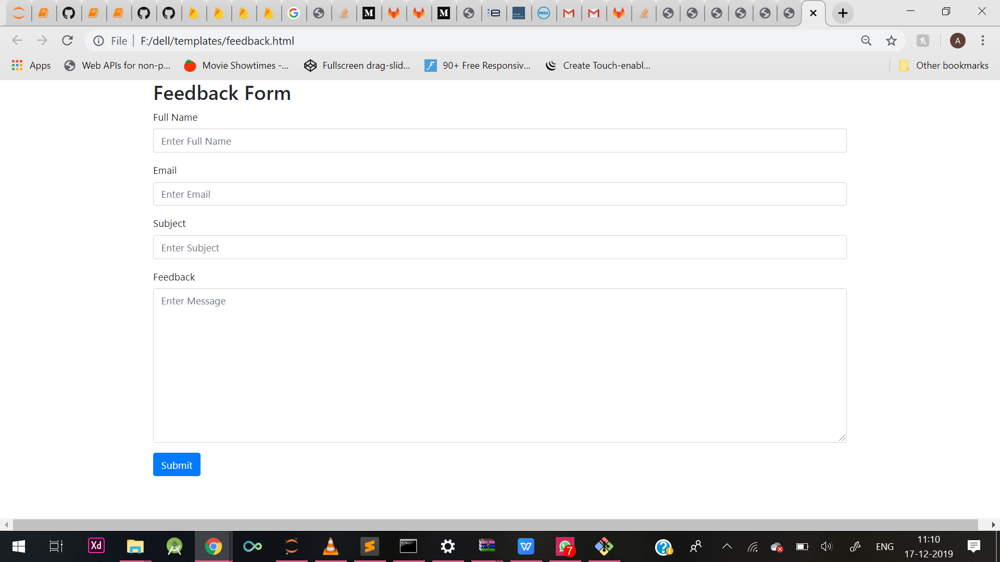 File
F:/dell/templates/feedback.html
A
Apps
Web APIs for non-p...
Movie Showtimes -...
Fullscreen drag-slid...
90+ Free Responsiv...
Create Touch-enabl...
Other bookmarks
Feedback Form
Full Name
Enter Full Name
Email
Enter Email
Subject
Enter Subject
Feedback
Enter Message
Submit
Xd
7
ENG
11:10
17-12-2019